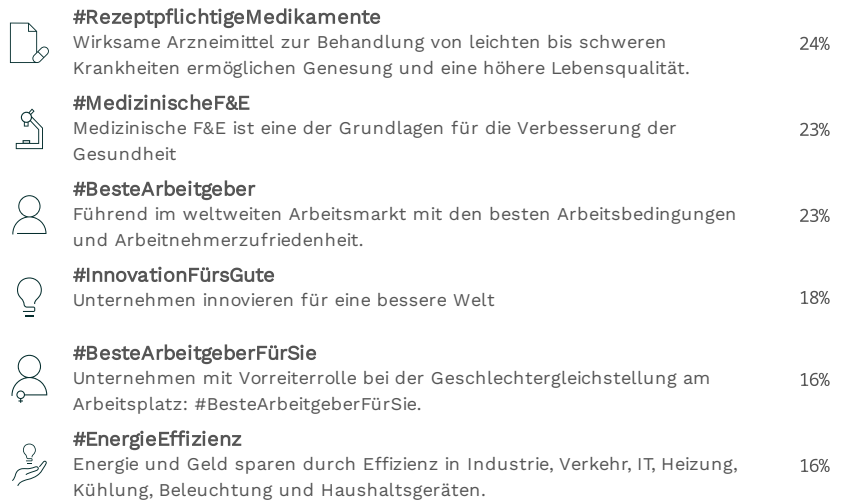 #RezeptpflichtigeMedikamente
Wirksame Arzneimittel zur Behandlung von leichten bis schweren
Krankheiten ermöglichen Genesung und eine höhere Lebensqualität.
24%
#MedizinischeF&E
Medizinische F&E ist eine der Grundlagen für die Verbesserung der
Gesundheit
23%
#BesteArbeitgeber
Führend im weltweiten Arbeitsmarkt mit den besten Arbeitsbedingungen
und Arbeitnehmerzufriedenheit.
23%
#InnovationFürsGute
Unternehmen innovieren für eine bessere Welt
18%
#BesteArbeitgeberFürSie
Unternehmen mit Vorreiterrolle bei der Geschlechtergleichstellung am
Arbeitsplatz: #BesteArbeitgeberFürSie.
16%
#EnergieEffizienz
Energie und Geld sparen durch Effizienz in Industrie, Verkehr, IT, Heizung,
Kühlung, Beleuchtung und Haushaltsgeräten.
16%